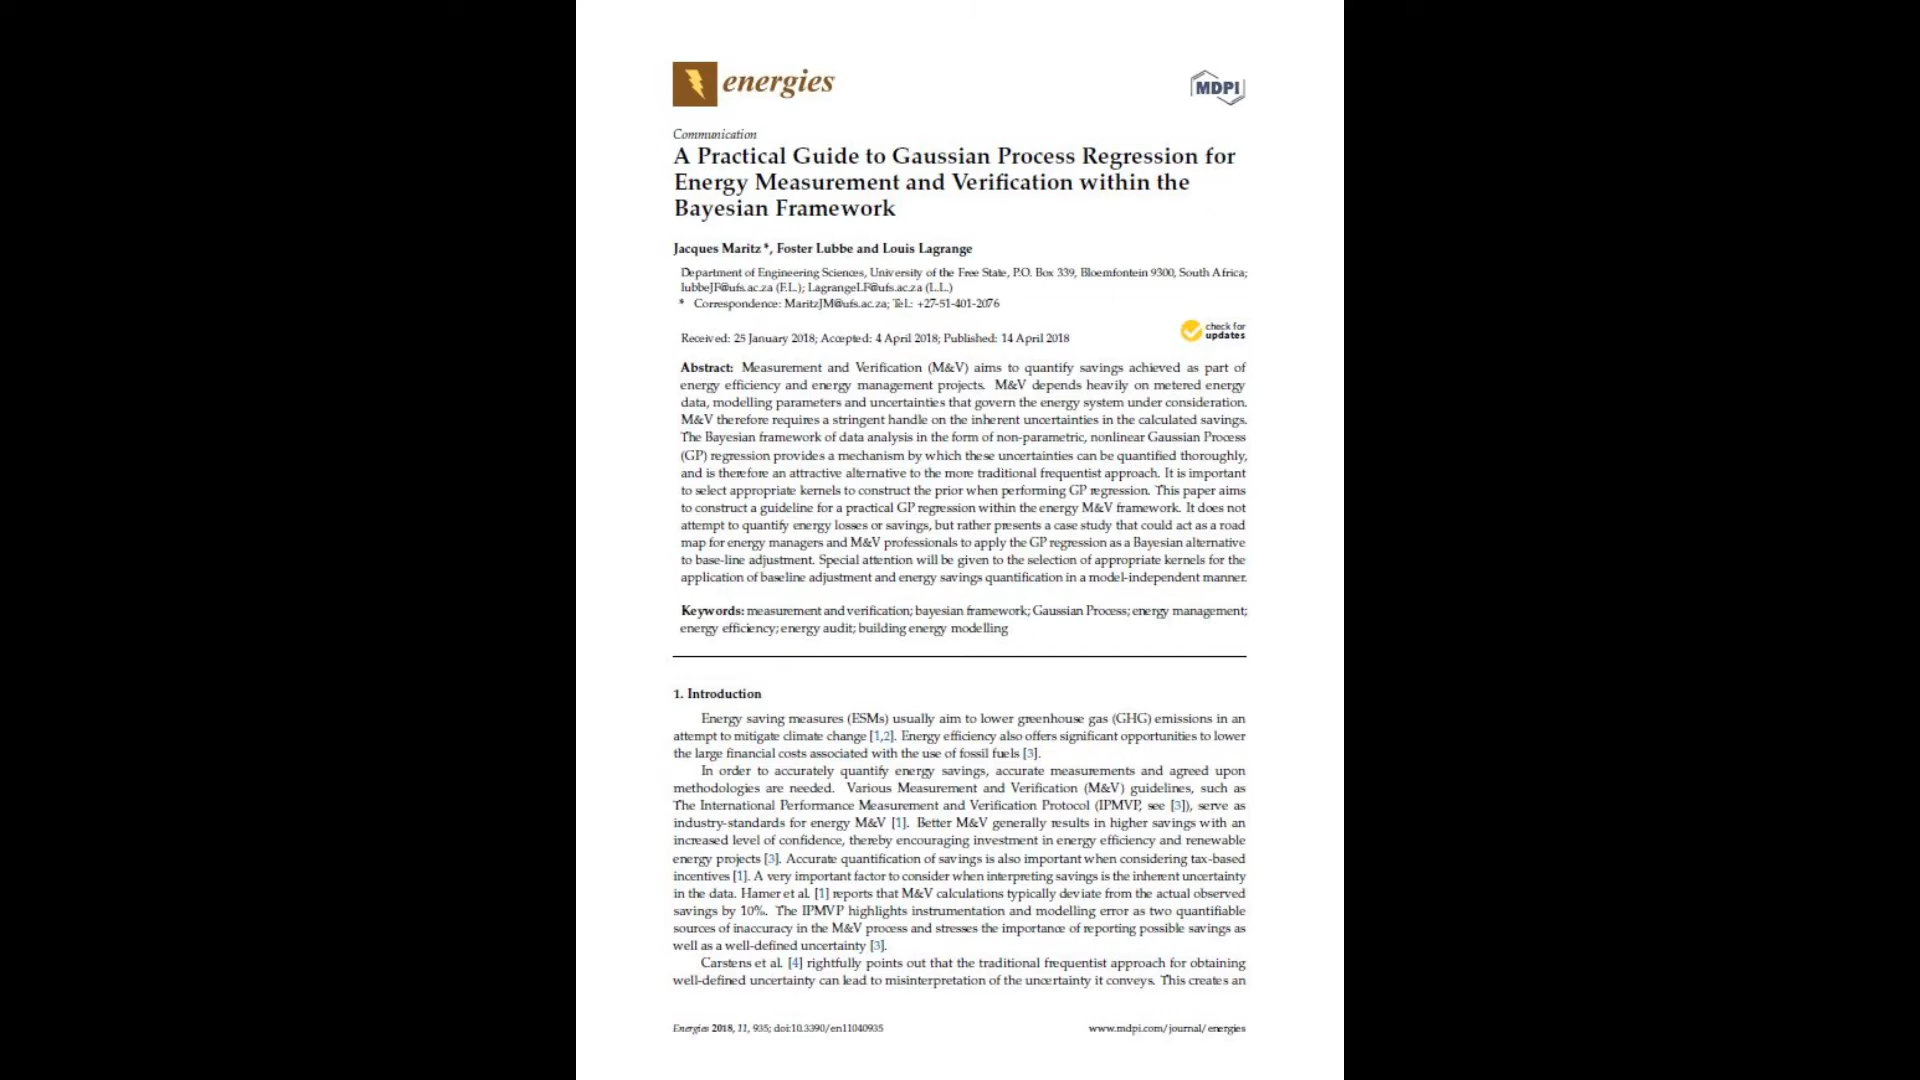 energies
MDPI
Communication
A Practical Guide to Gaussian Process Regression for
Energy Measurement and Verification within the
Bayesian Framework
Jacques Maritz *, Foster Lubbe and Louis Lagrange
Department of Engineering Sciences, University of the Free State, P.O. Box 339, Bloemfontein 9300, South Africa;
lubbeJF@ufs.ac.za (F.L.); LagrangeLF@ufs.ac.za (L.L.)
* Correspondence: MaritzJM@ufs.ac.za; Tel.: +27-51-401-2076
Received: 25 January 2018; Accepted: 4 April 2018; Published: 14 April 2018
check for
updates
Abstract: Measurement and Verification (M&V) aims to quantify savings achieved as part of
energy efficiency and energy management projects. M&V depends heavily on metered energy
data, modelling parameters and uncertainties that govern the energy system under consideration.
M&V therefore requires a stringent handle on the inherent uncertainties in the calculated savings.
The Bayesian framework of data analysis in the form of non-parametric, nonlinear Gaussian Process
(GP) regression provides a mechanism by which these uncertainties can be quantified thoroughly,
and is therefore an attractive alternative to the more traditional frequentist approach. It is important
to select appropriate kernels to construct the prior when performing GP regression. This paper aims
to construct a guideline for a practical GP regression within the energy M&V framework. It does not
attempt to quantify energy losses or savings, but rather presents a case study that could act as a road
map for energy managers and M&V professionals to apply the GP regression as a Bayesian alternative
to base-line adjustment. Special attention will be given to the selection of appropriate kernels for the
application of baseline adjustment and energy savings quantification in a model-independent manner.
Keywords: measurement and verification; bayesian framework; Gaussian Process; energy management;
energy efficiency; energy audit; building energy modelling
1. Introduction
Energy saving measures (ESMs) usually aim to lower greenhouse gas (GHG) emissions in an
attempt to mitigate climate change [1,2]. Energy efficiency also offers significant opportunities to lower
the large financial costs associated with the use of fossil fuels [3].
In order to accurately quantify energy savings, accurate measurements and agreed upon
methodologies are needed. Various Measurement and Verification (M&V) guidelines, such as
The International Performance Measurement and Verification Protocol (IPMVP, see [3]), serve as
industry-standards for energy M&V [1]. Better M&V generally results in higher savings with an
increased level of confidence, thereby encouraging investment in energy efficiency and renewable
energy projects [3]. Accurate quantification of savings is also important when considering tax-based
incentives [1]. A very important factor to consider when interpreting savings is the inherent uncertainty
in the data. Hamer et al. [1] reports that M&V calculations typically deviate from the actual observed
savings by 10%. The IPMVP highlights instrumentation and modelling error as two quantifiable
sources of inaccuracy in the M&V process and stresses the importance of reporting possible savings as
well as a well-defined uncertainty [3].
Carstens et al. [4] rightfully points out that the traditional frequentist approach for obtaining
well-defined uncertainty can lead to misinterpretation of the uncertainty it conveys. This creates an
Energies 2018, 11, 935; doi:10.3390/en11040935
www.mdpi.com/journal/energies